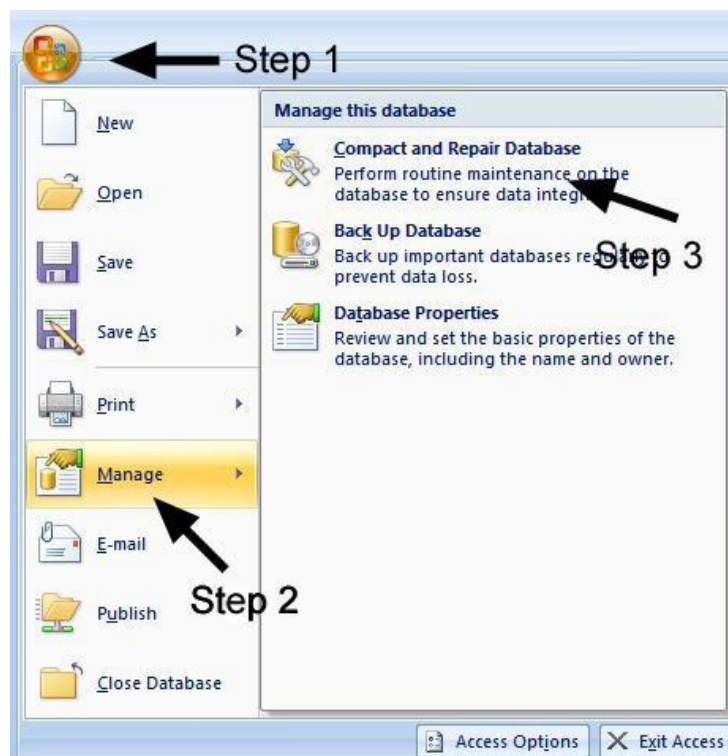 Step 1
New
Open
Save
Save As
Print
Manage
E-mail
Publish
Close Database
Step 2
Manage this database
Compact and Repair Database
Perform routine maintenance on the
database to ensure data integ
Back Up Database
Back up important databases to
prevent data loss.
Step 3
Database Properties
Review and set the basic properties of the
database, including the name and owner.
Access Options
Exit Access